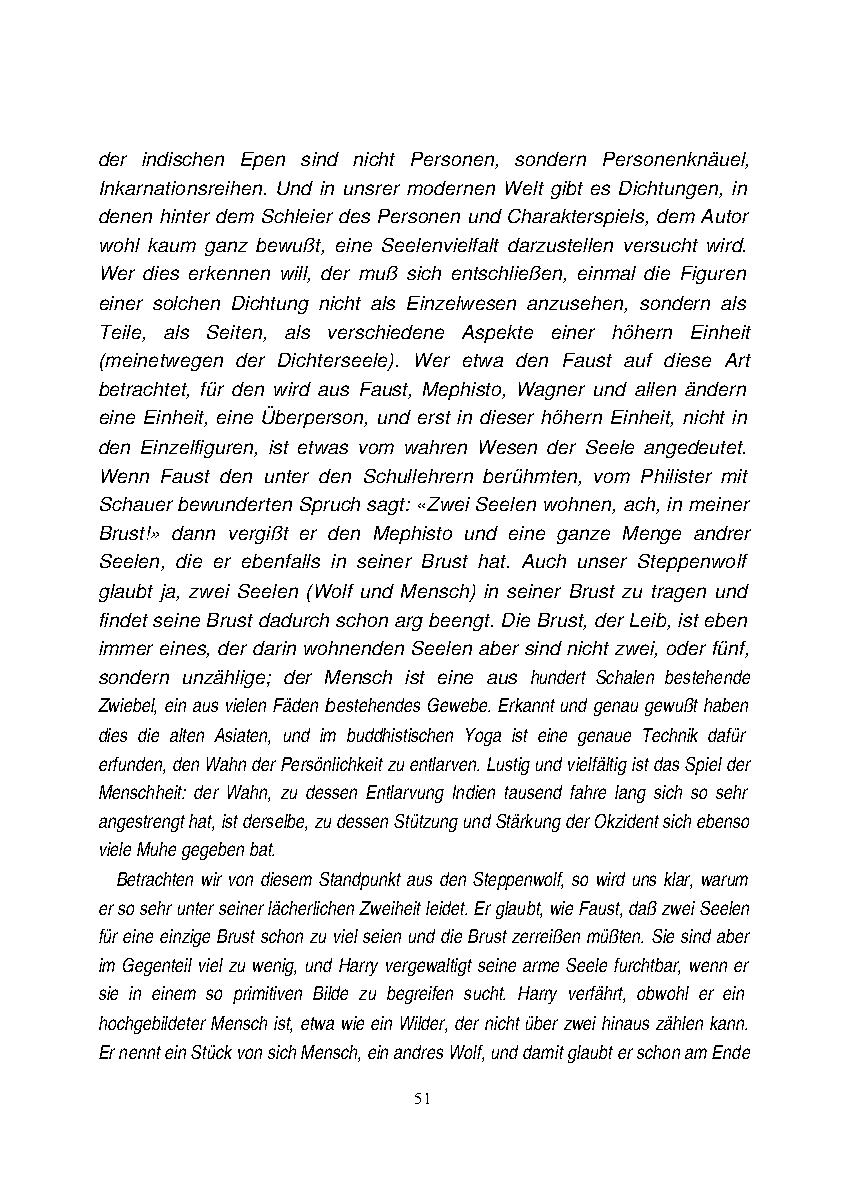 der indischen Epen sind nicht Personen, sondern Personenknäuel,
Inkarnationsreihen. Und in unsrer modernen Welt gibt es Dichtungen, in
denen hinter dem Schleier des Personen und Charakterspiels, dem Autor
wohl kaum ganz bewußt, eine Seelenvielfalt darzustellen versucht wird.
Wer dies erkennen will, der muß sich entschließen, einmal die Figuren
einer solchen Dichtung nicht als Einzelwesen anzusehen, sondern als
Teile, als Seiten, als verschiedene Aspekte einer höhern Einheit
(meinetwegen der Dichterseele). Wer etwa den Faust auf diese Art
betrachtet, für den wird aus Faust, Mephisto, Wagner und allen ändern
eine Einheit, eine Überperson, und erst in dieser höhern Einheit, nicht in
den Einzelfiguren, ist etwas vom wahren Wesen der Seele angedeutet.
Wenn Faust den unter den Schullehrern berühmten, vom Philister mit
Schauer bewunderten Spruch sagt: «Zwei Seelen wohnen, ach, in meiner
Brust!» dann vergißt er den Mephisto und eine ganze Menge andrer
Seelen, die er ebenfalls in seiner Brust hat. Auch unser Steppenwolf
glaubt ja, zwei Seelen (Wolf und Mensch) in seiner Brust zu tragen und
findet seine Brust dadurch schon arg beengt. Die Brust, der Leib, ist eben
immer eines, der darin wohnenden Seelen aber sind nicht zwei, oder fünf,
sondern unzählige; der Mensch ist eine aus hundert Schalen bestehende
Zwiebel, ein aus vielen Fäden bestehendes Gewebe. Erkannt und genau gewußt haben
dies die alten Asiaten, und im buddhistischen Yoga ist eine genaue Technik dafür
erfunden, den Wahn der Persönlichkeit zu entlarven. Lustig und vielfältig ist das Spiel der
Menschheit: der Wahn, zu dessen Entlarvung Indien tausend fahre lang sich so sehr
angestrengt hat, ist derselbe, zu dessen Stützung und Stärkung der Okzident sich ebenso
viele Muhe gegeben bat.
Betrachten wir von diesem Standpunkt aus den Steppenwolf, so wird uns klar, warum
er so sehr unter seiner lächerlichen Zweiheit leidet. Er glaubt, wie Faust, daß zwei Seelen
für eine einzige Brust schon zu viel seien und die Brust zerreißen müßten. Sie sind aber
im Gegenteil viel zu wenig, und Harry vergewaltigt seine arme Seele furchtbar, wenn er
sie in einem so primitiven Bilde zu begreifen sucht. Harry verfährt, obwohl er ein
hochgebildeter Mensch ist, etwa wie ein Wilder, der nicht über zwei hinaus zählen kann.
Er nennt ein Stück von sich Mensch, ein andres Wolf, und damit glaubt er schon am Ende
51